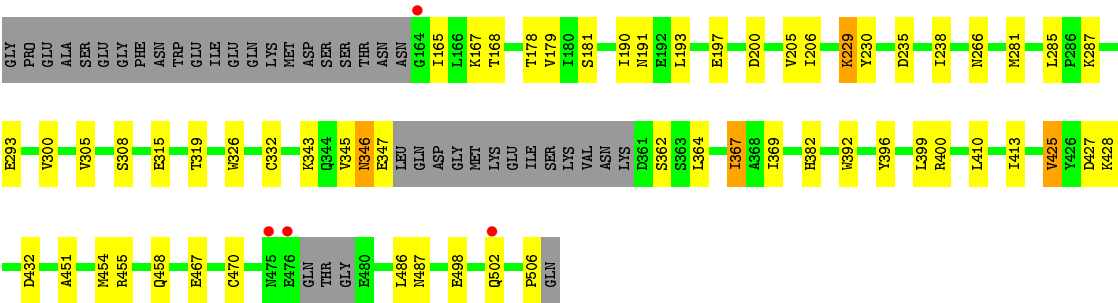 GLY PRO GLU ALA SER GLU GLY PHE ASN TRP GLU ILE GLU GLN LYS MET ASP SER SER THR ASN ASN G164 I165 L166 K167 T168 T178 V179 I180 S181 I190 N191 E192 L193 E197 D200 V205 I206 K229 Y230 D235 I238 N266 M281 L285 P286 K287
E293 V300 V305 S308 E315 T319 W326 C332 K343 Q344 V345 N346 E347 LEU GLN ASP GLY MET LYS GLU ILE SER LYS VAL ASN LYS D361 S362 S363 L364 I367 A368 I369 H382 W392 Y396 L399 R400 L410 I413 V425 Y426 D427 K428
D432 A451 M454 R455 Q458 E467 C470 N475 E476 GLN THR GLY E480 L486 N487 E498 Q502 P506 GLN